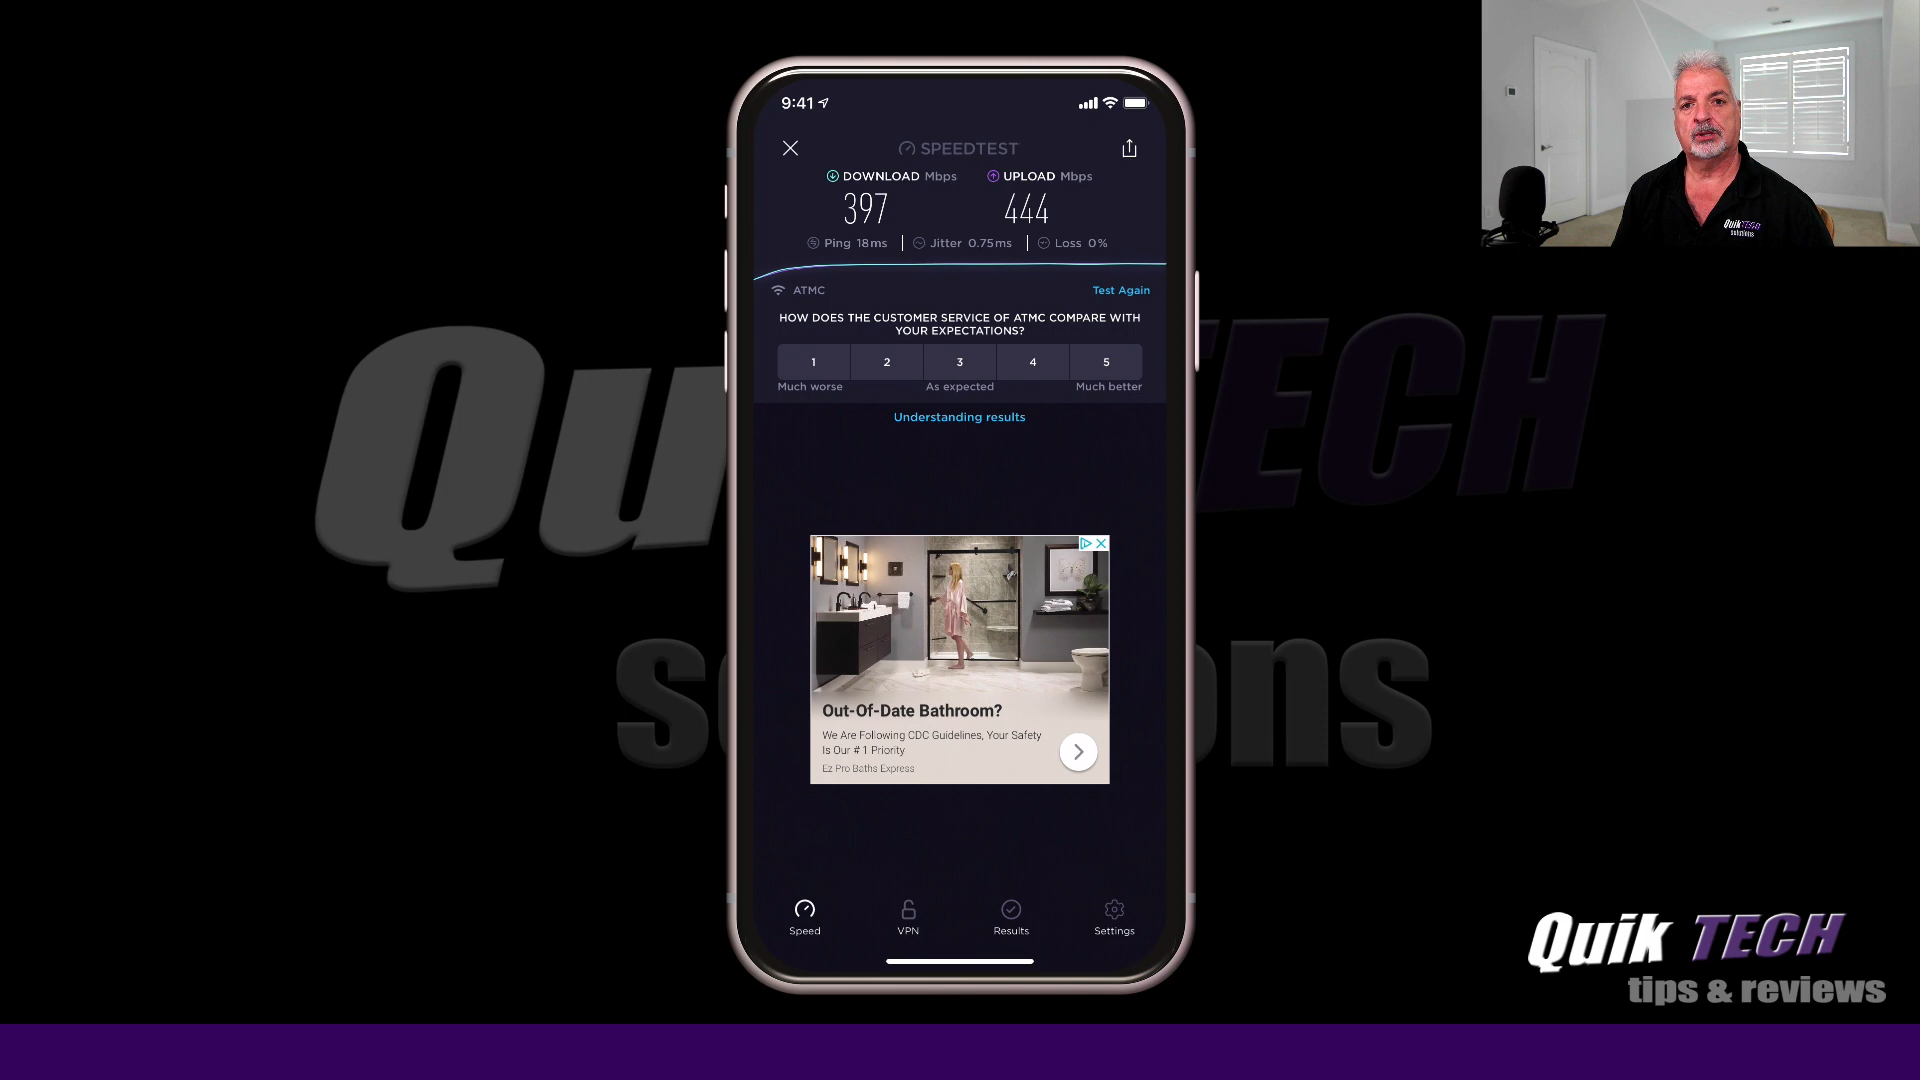 9:41
SPEEDTEST
DOWNLOAD Mbps
UPLOAD Mbps
397
444
Ping 18ms
Jitter 0.75ms
Loss 0%
ATMC
Test Again
HOW DOES THE CUSTOMER SERVICE OF ATMC COMPARE WITH
YOUR EXPECTATIONS?
1 2 3 4 5
Much worse
As expected
Much better
Understanding results
Out-Of-Date Bathroom?
We Are Following CDC Guidelines, Your Safety
Is Our # 1 Priority
Ez Pro Baths Express
Speed
VPN
Results
Settings
Quik TECH
solutions
Quik TECH
tips & reviews